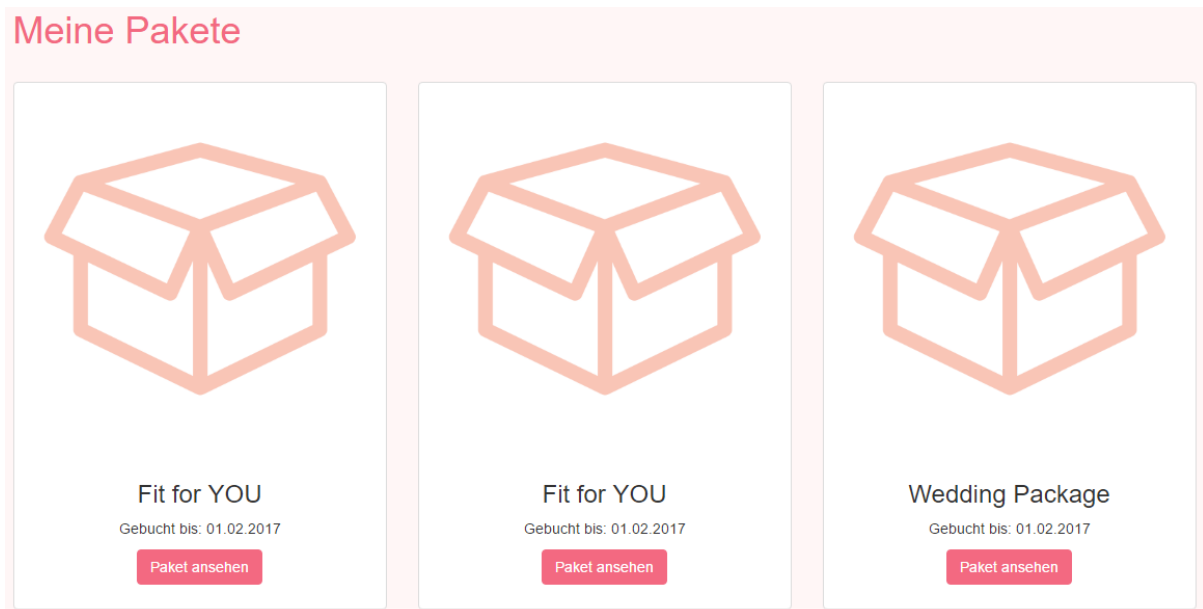 Meine Pakete
Fit for YOU
Gebucht bis: 01.02.2017
Paket ansehen
Fit for YOU
Gebucht bis: 01.02.2017
Paket ansehen
Wedding Package
Gebucht bis: 01.02.2017
Paket ansehen